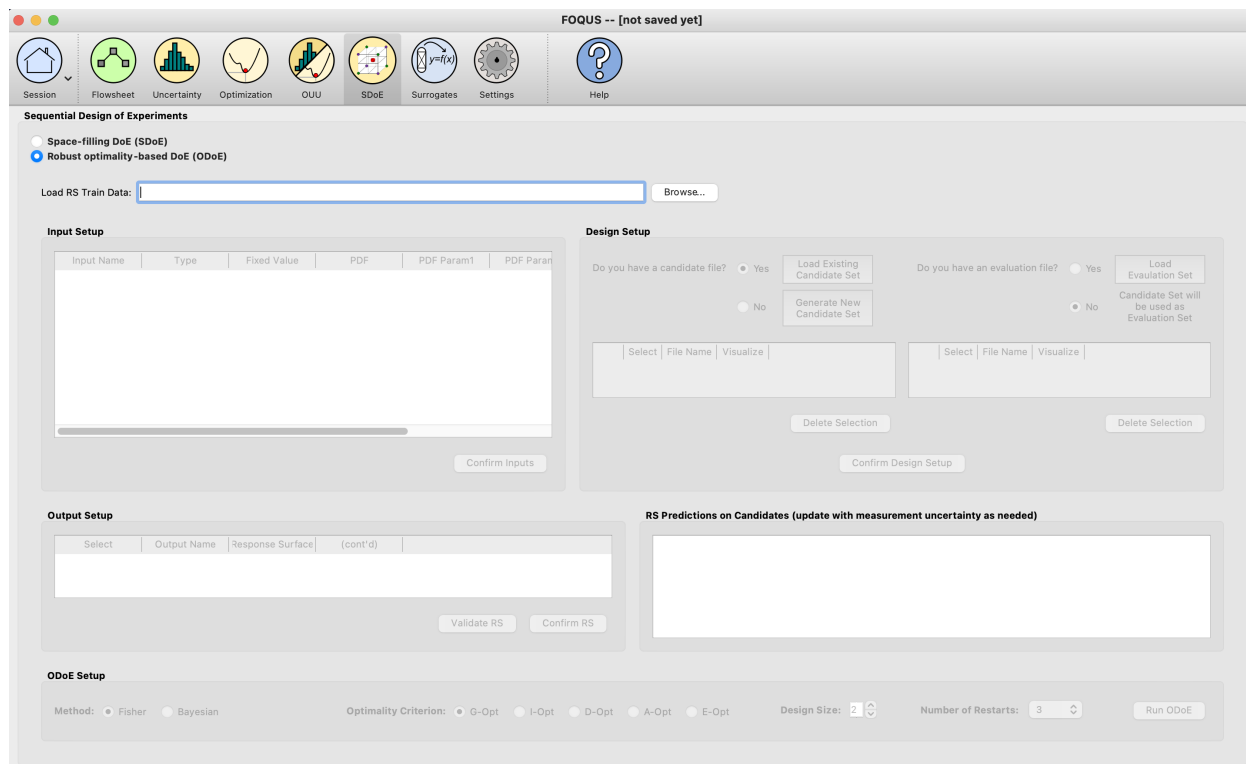 FOQUS -- [not saved yet]
y=f(x)
Session Flowsheet Uncertainty Optimization OUU SDoE Surrogates Settings Help
Sequential Design of Experiments
Space-filling DoE (SDoE)
Robust optimality-based DoE (ODoE)
Load RS Train Data: Browse...
Input Setup
Input Name Type Fixed Value PDF PDF Param1 PDF Param
Confirm Inputs
Design Setup
Do you have a candidate file? Yes Load Existing
Candidate Set
No Generate New
Candidate Set
Do you have an evaluation file? Yes Load
Evaulation Set
No Candidate Set will
be used as
Evaluation Set
Select File Name Visualize
Select File Name Visualize
Delete Selection
Delete Selection
Confirm Design Setup
Output Setup
Select Output Name Response Surface (cont'd)
Validate RS Confirm RS
RS Predictions on Candidates (update with measurement uncertainty as needed)
ODoE Setup
Method: Fisher Bayesian Optimality Criterion: G-Opt I-Opt D-Opt A-Opt E-Opt Design Size: 2 Number of Restarts: 3 Run ODoE